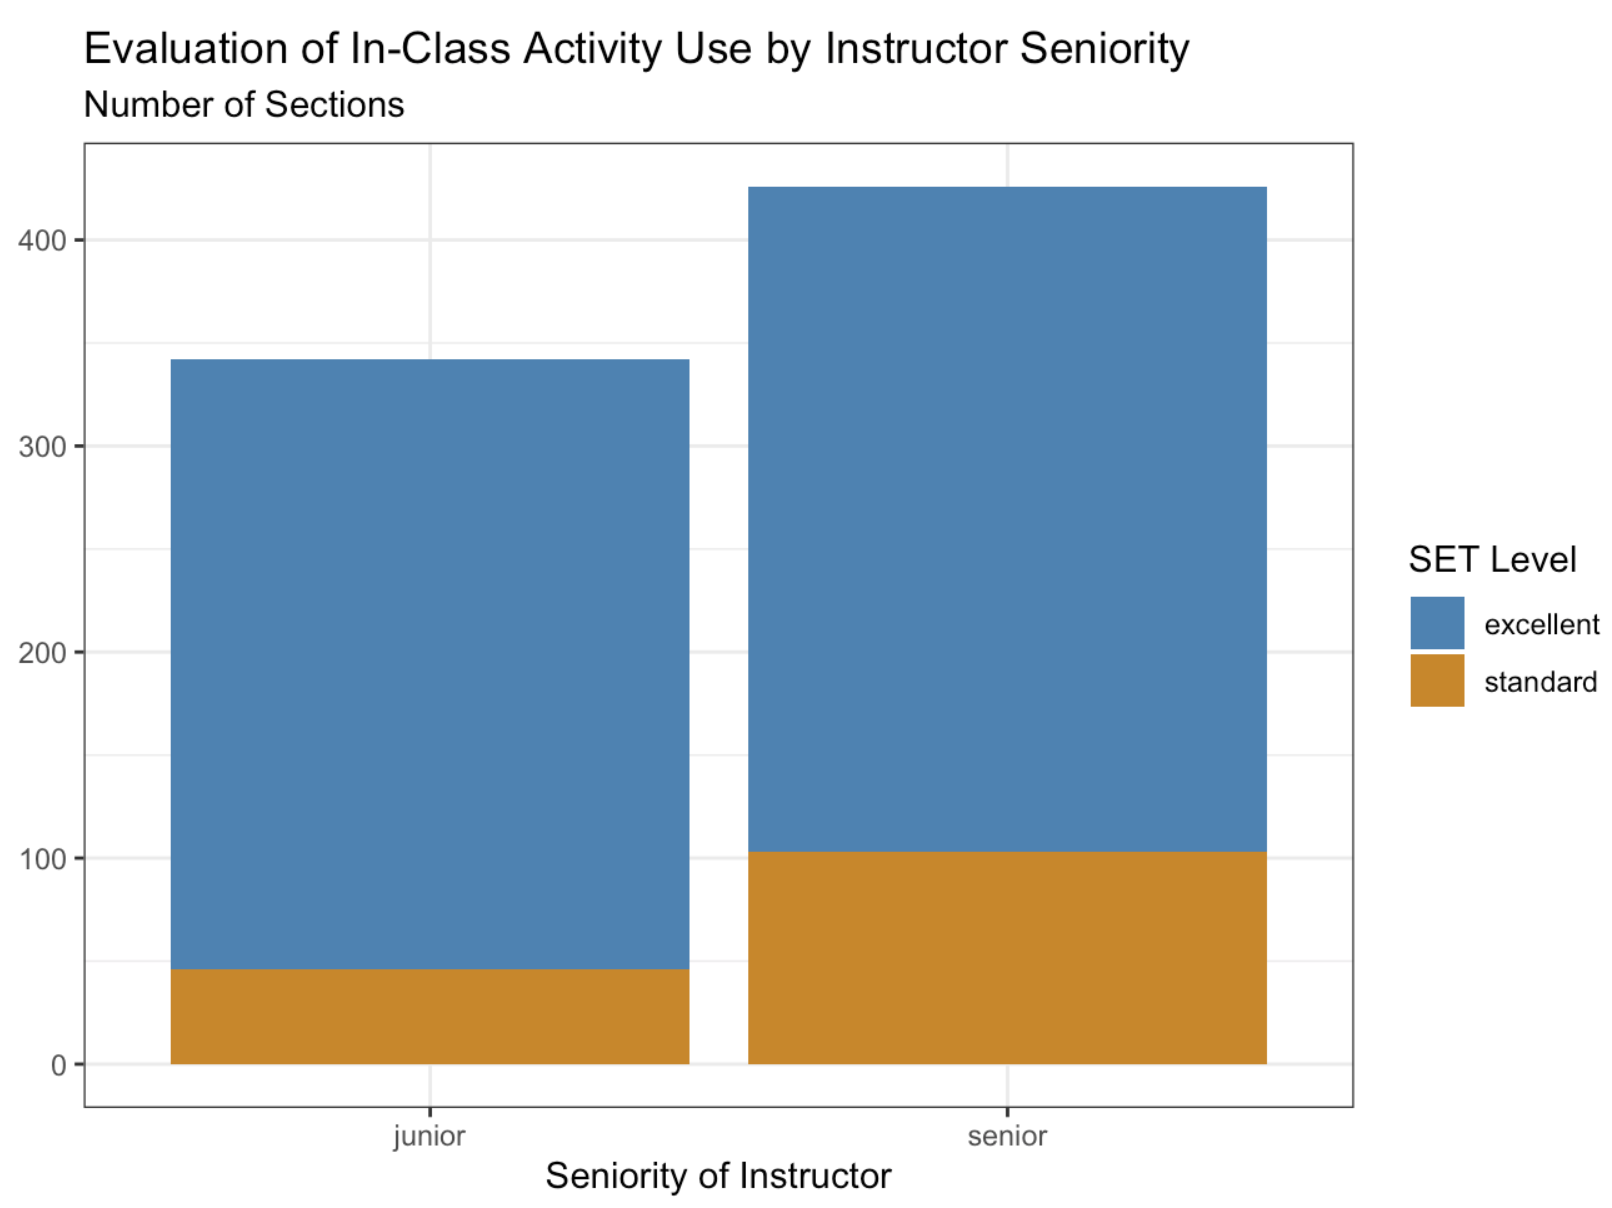 Evaluation of In-Class Activity Use by Instructor Seniority
Number of Sections
400
300
200
100
0
junior senior
Seniority of Instructor
SET Level
excellent
standard